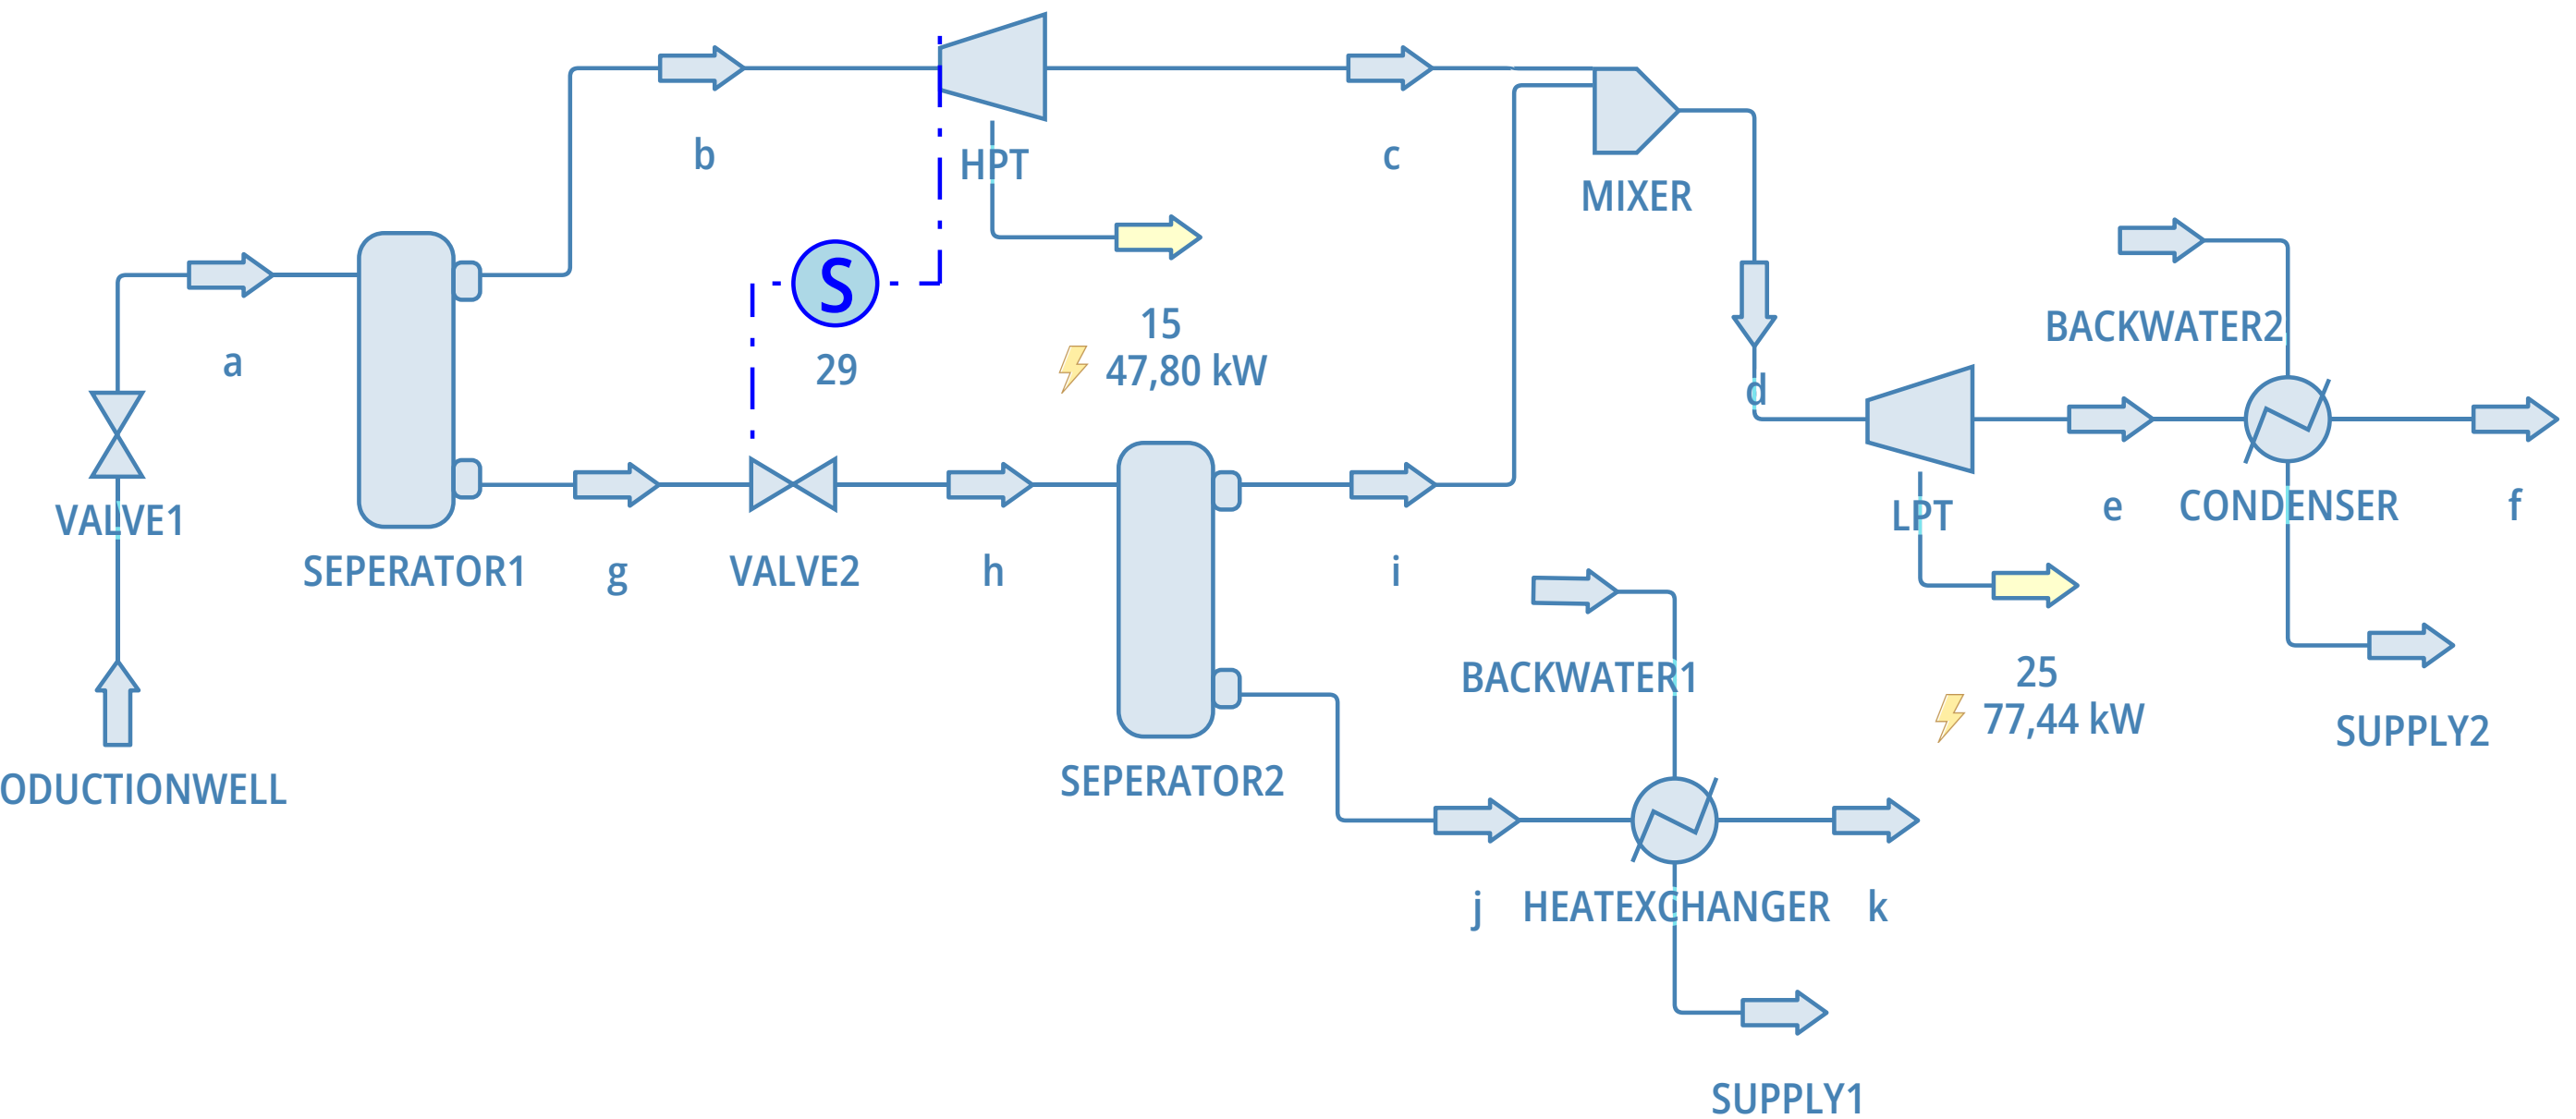 b
HPT
c
MIXER
S
29
15
47,80 kW
a
BACKWATER2
d
VALVE1
SEPERATOR1
g
VALVE2
h
i
LPT
e
CONDENSER
f
BACKWATER1
25
77,44 kW
SUPPLY2
ODUCTIONWELL
SEPERATOR2
j
HEATEXCHANGER
k
SUPPLY1